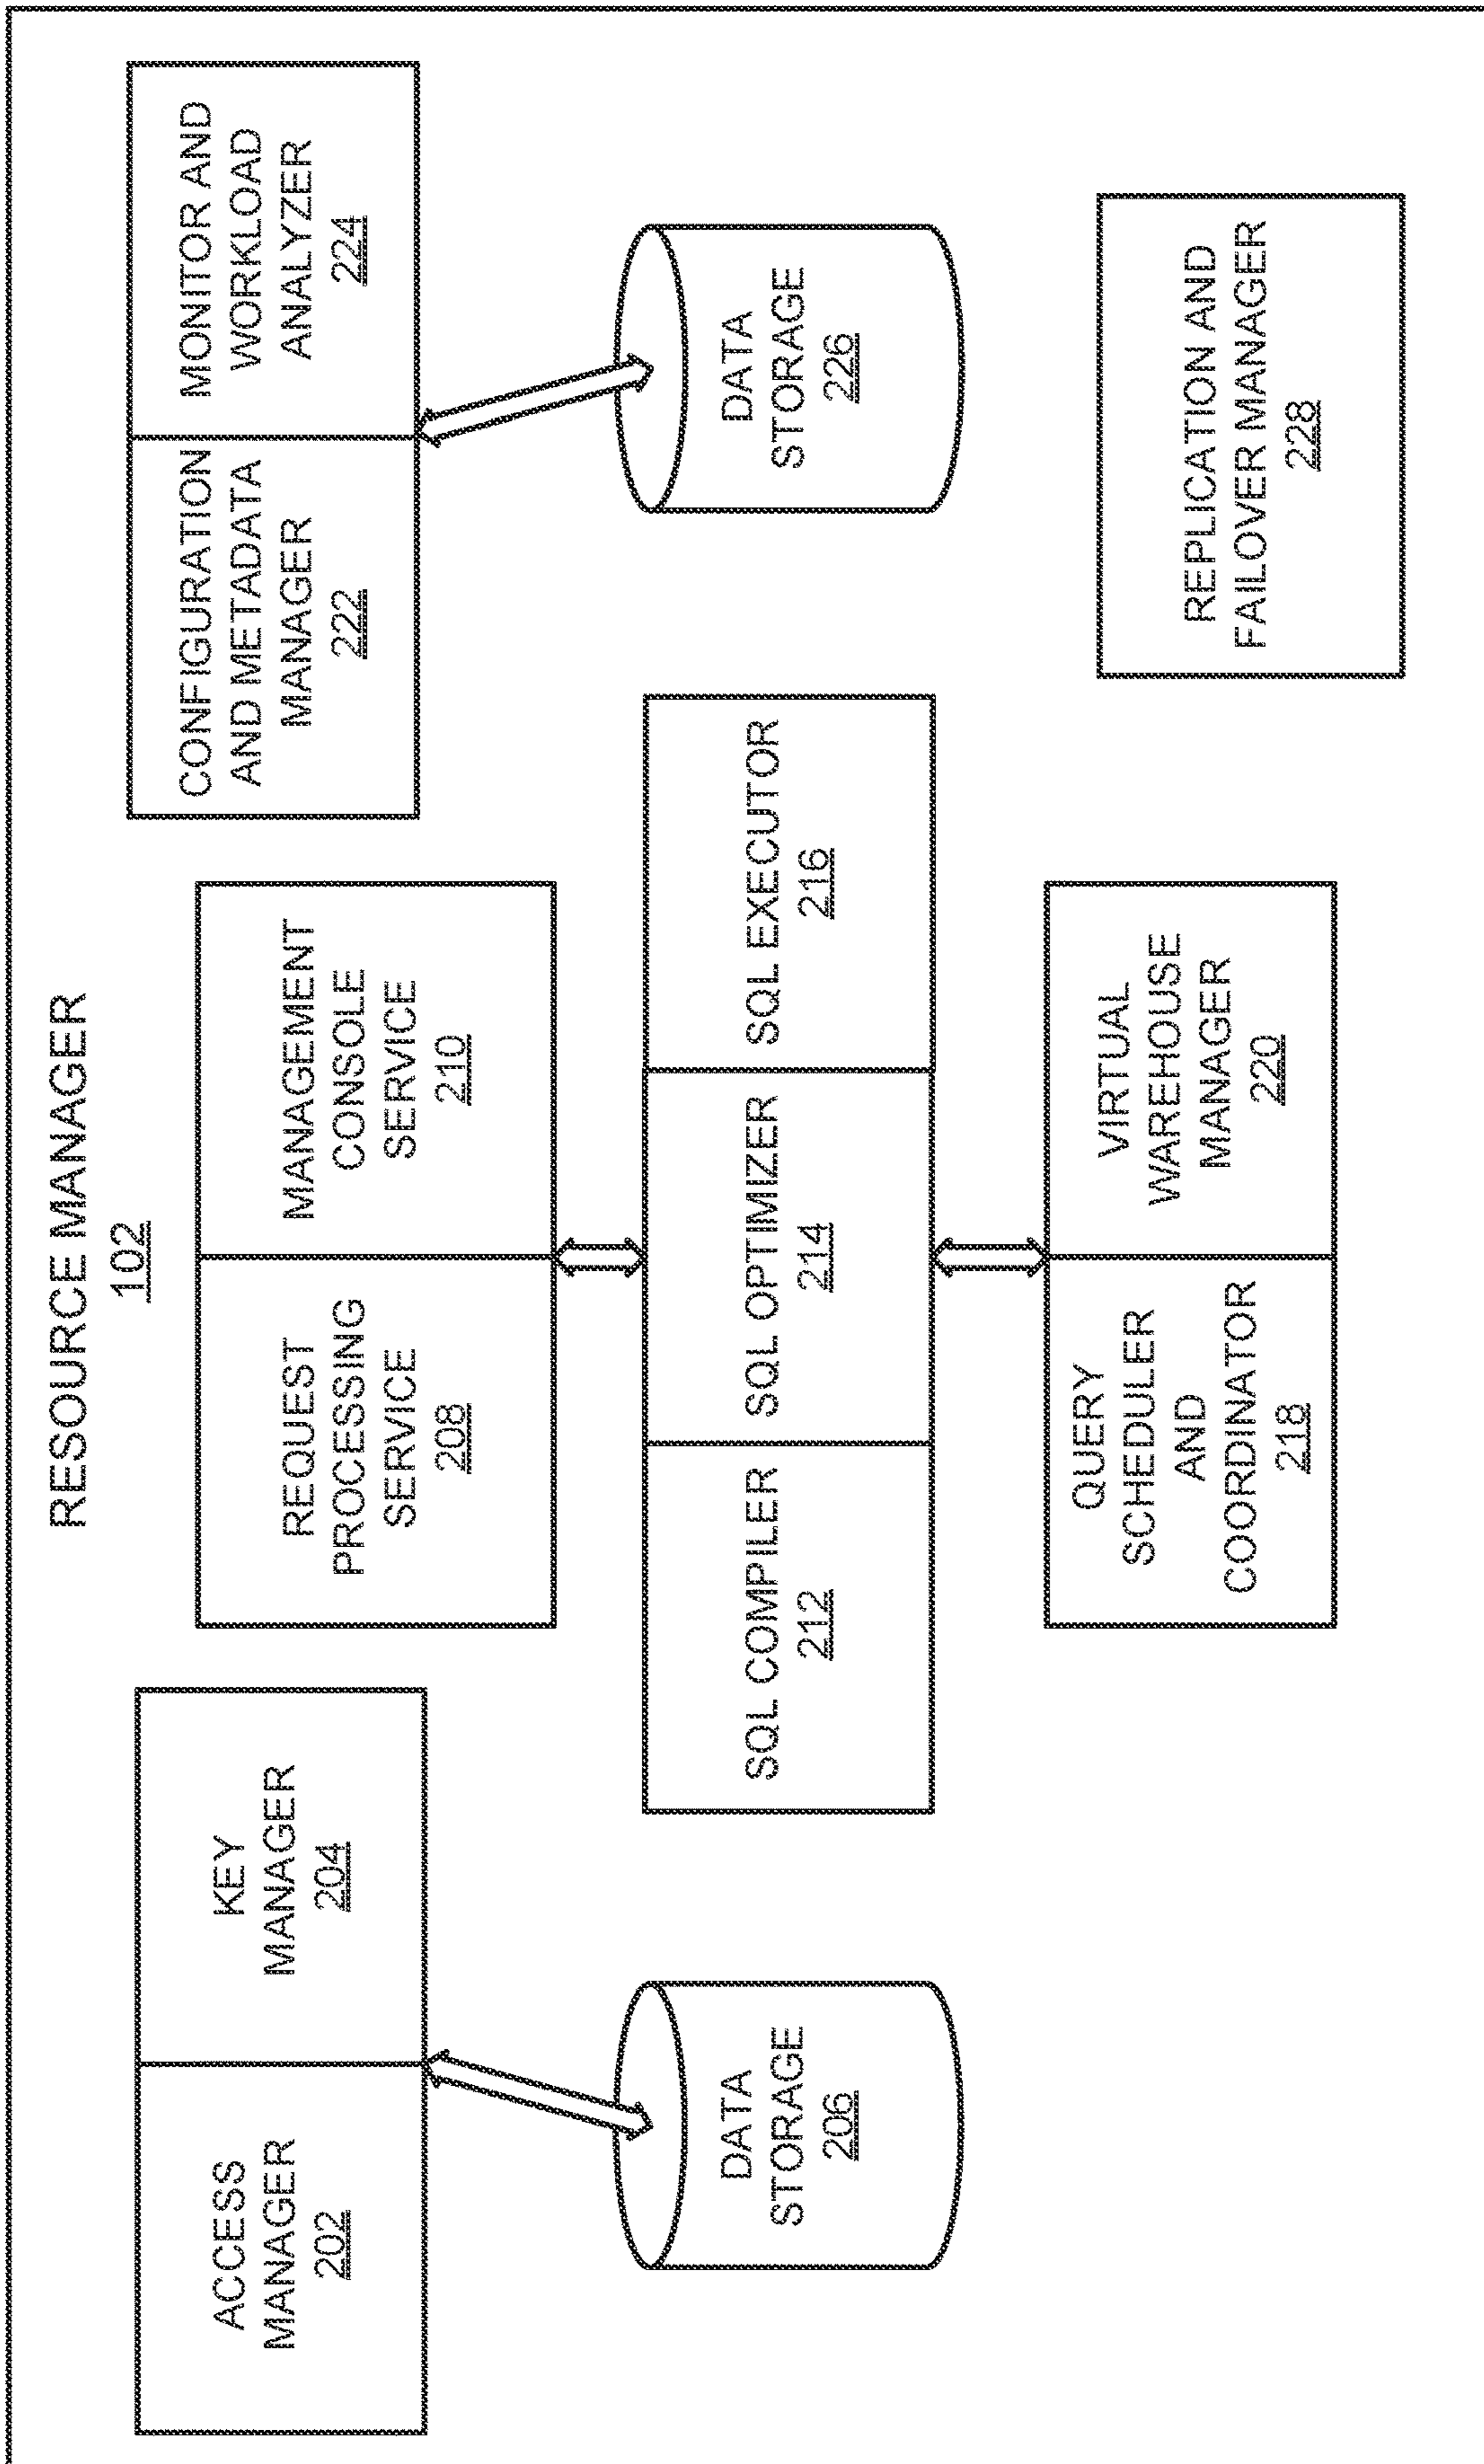 RESOURCE MANAGER
102
ACCESS
MANAGER
202
KEY
MANAGER
204
DATA
STORAGE
206
REQUEST
PROCESSING
SERVICE
208
MANAGEMENT
CONSOLE
SERVICE
210
SQL COMPILER
212
SQL OPTIMIZER
214
SQL EXECUTOR
216
QUERY
SCHEDULER
AND
COORDINATOR
218
VIRTUAL
WAREHOUSE
MANAGER
220
CONFIGURATION
AND METADATA
MANAGER
222
MONITOR AND
WORKLOAD
ANALYZER
224
DATA
STORAGE
226
REPLICATION AND
FAILOVER MANAGER
228